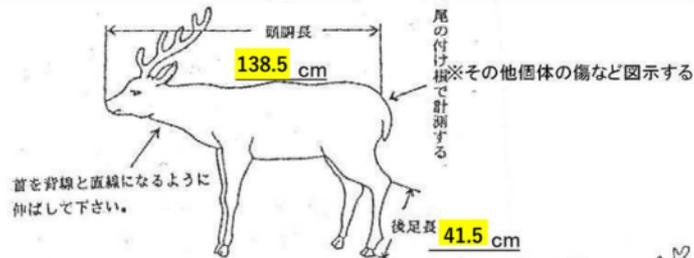 頭胴長
138.5 cm
尾の付け根で計測する
※その他個体の傷など図示する
首を背線と直線になるように
伸ばして下さい。
後足長 41.5 cm